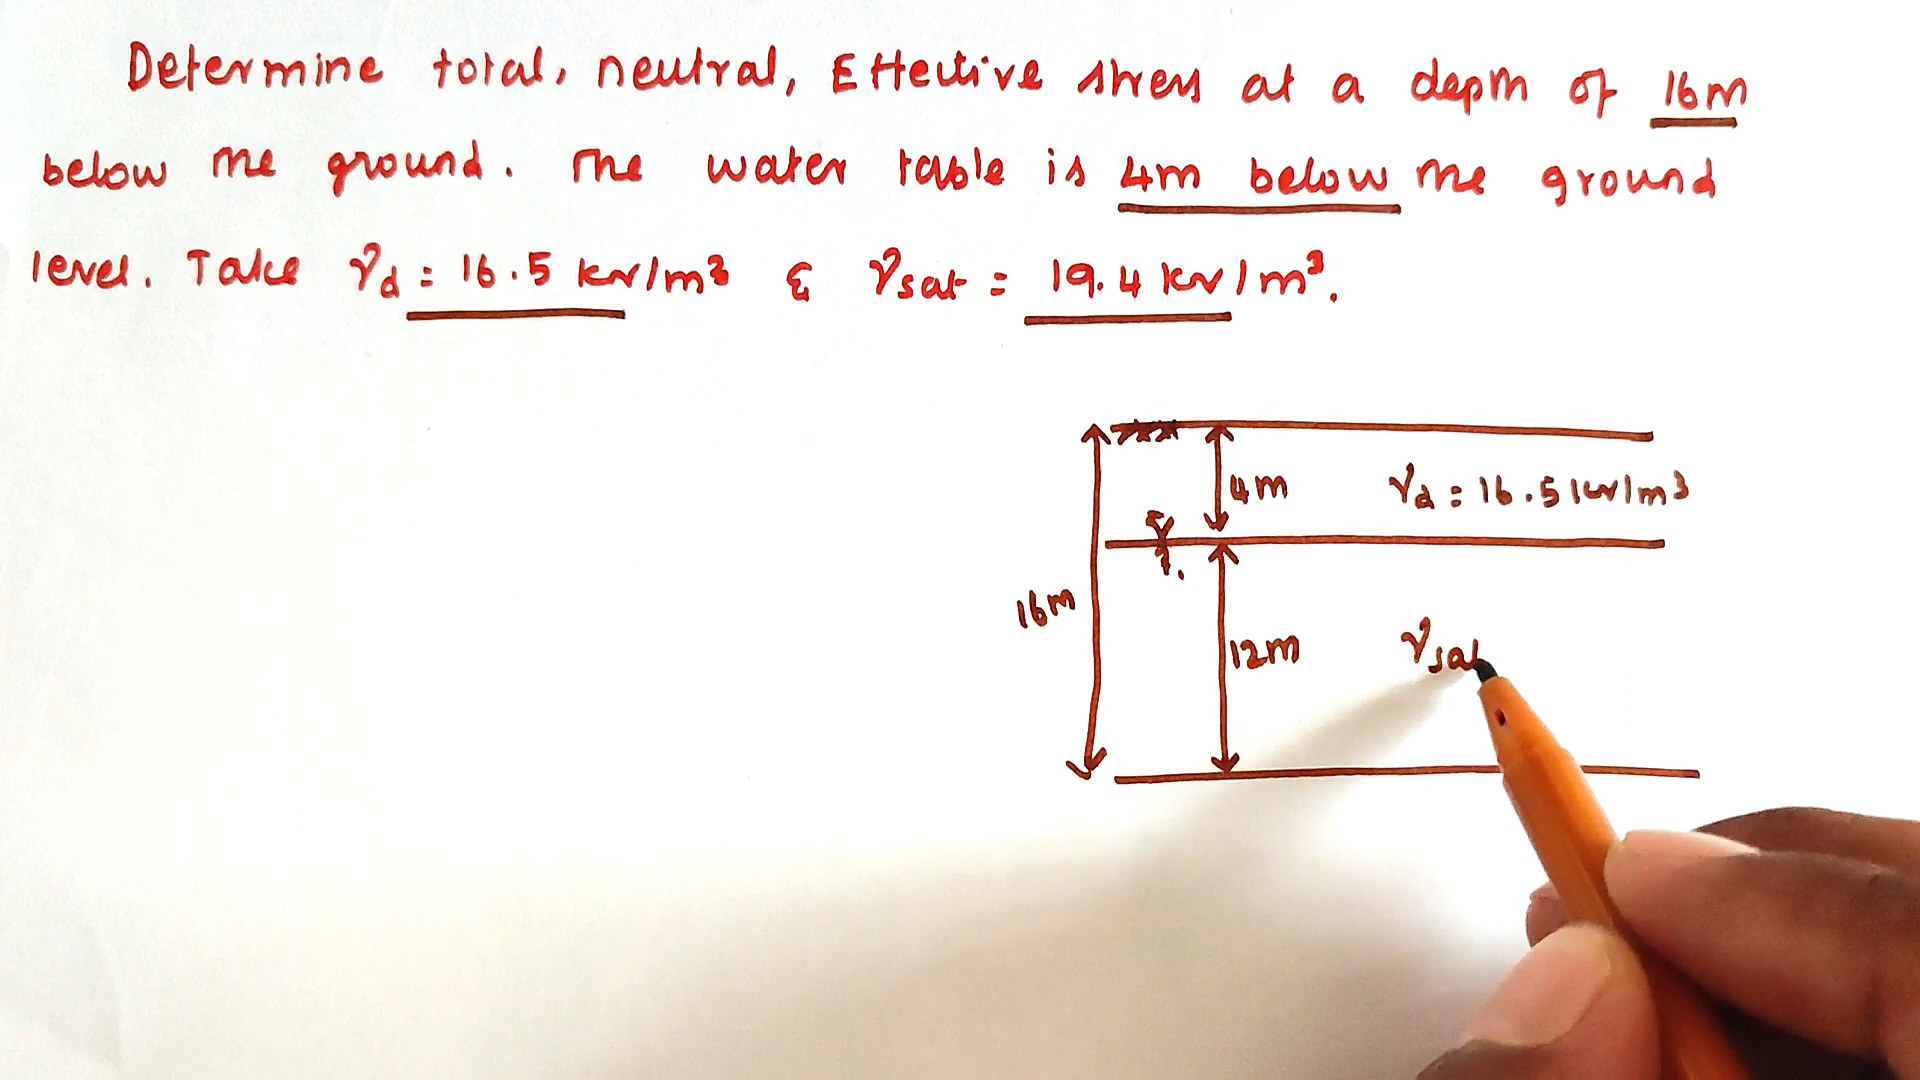 Determine total, neutral, Effective stress at a depth of 16m
below the ground. The water table is 4m below the ground
level. Take γd = 16.5 kN/m³ & γsat = 19.4 kN/m³.
4m γd = 16.5 kN/m³
16m
12m γsat